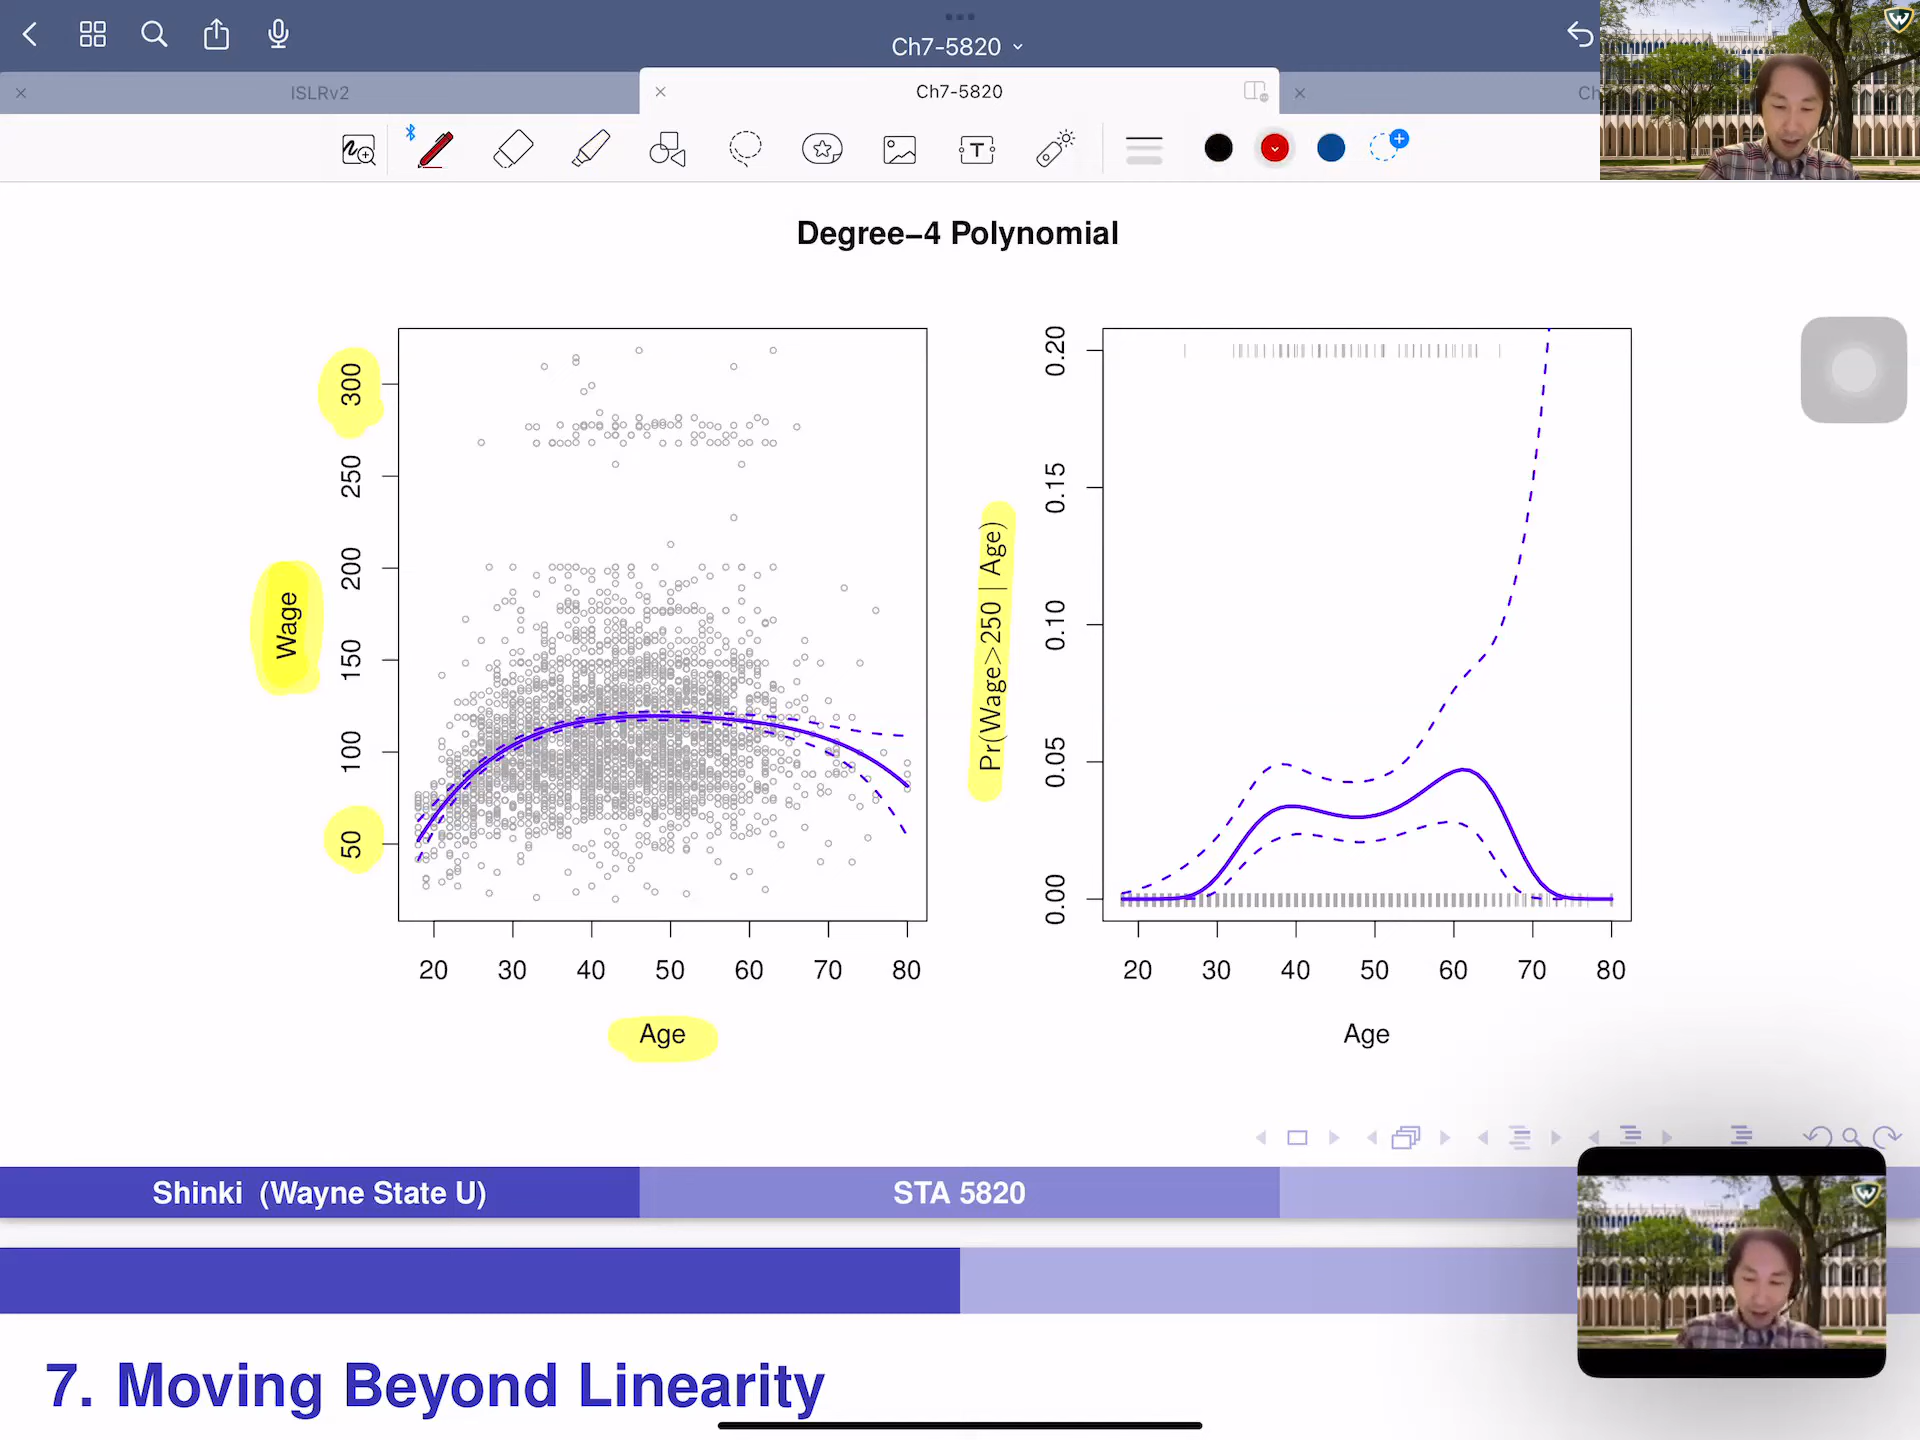 Ch7-5820
ISLRv2
Ch7-5820
Ch
Degree–4 Polynomial
Wage
50 100 150 200 250 300
20 30 40 50 60 70 80
Age
Pr(Wage>250 | Age)
0.00 0.05 0.10 0.15 0.20
20 30 40 50 60 70 80
Age
Shinki (Wayne State U)
STA 5820
7. Moving Beyond Linearity